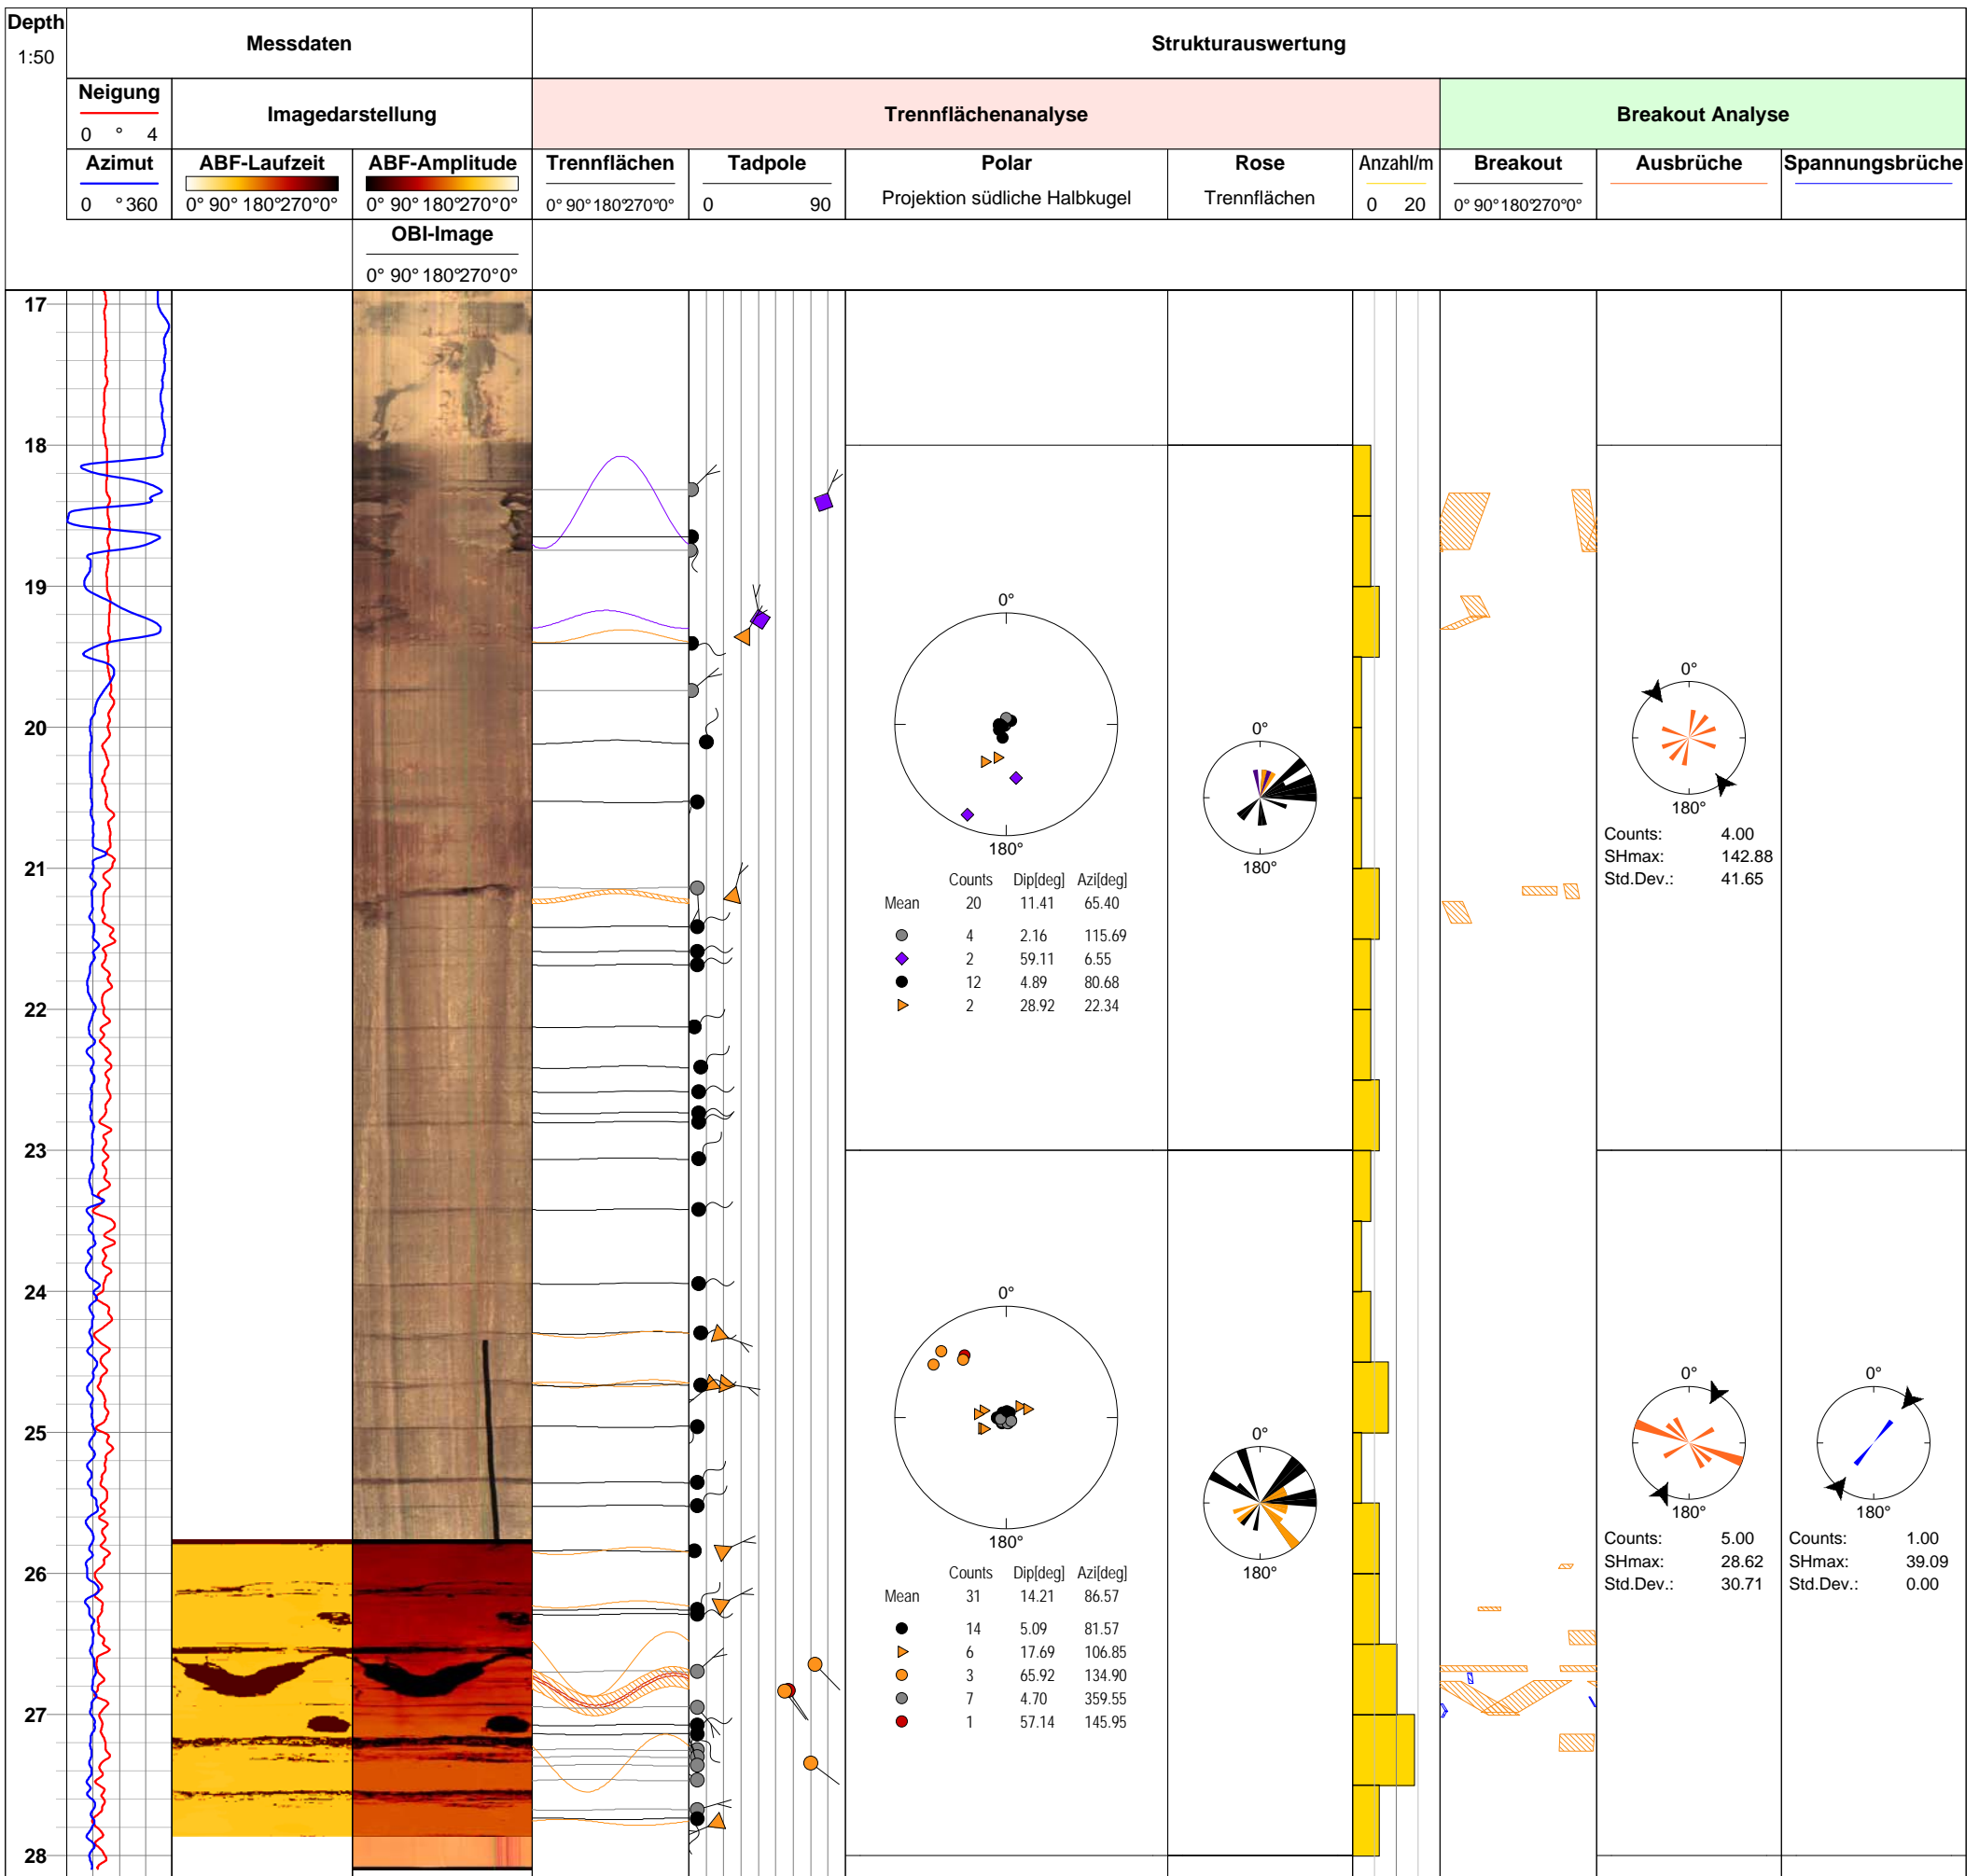 Depth
1:50
Messdaten
Strukturauswertung
Neigung
0 ° 4
Imagedarstellung
Trennflächenanalyse
Breakout Analyse
Azimut
0 ° 360
ABF-Laufzeit
0° 90° 180°270°0°
ABF-Amplitude
0° 90° 180°270°0°
Trennflächen
0° 90°180°270°0°
Tadpole
0 90
Polar
Projektion südliche Halbkugel
Rose
Trennflächen
Anzahl/m
0 20
Breakout
0° 90°180°270°0°
Ausbrüche
Spannungsbrüche
OBI-Image
0° 90° 180°270°0°
17
18
19
20
21
22
23
24
25
26
27
28
0°
180°
Counts Dip[deg] Azi[deg]
Mean 20 11.41 65.40
4 2.16 115.69
2 59.11 6.55
12 4.89 80.68
2 28.92 22.34
0°
180°
0°
180°
Counts: 4.00
SHmax: 142.88
Std.Dev.: 41.65
0°
180°
Counts Dip[deg] Azi[deg]
Mean 31 14.21 86.57
14 5.09 81.57
6 17.69 106.85
3 65.92 134.90
7 4.70 359.55
1 57.14 145.95
0°
180°
0°
180°
Counts: 5.00
SHmax: 28.62
Std.Dev.: 30.71
0°
180°
Counts: 1.00
SHmax: 39.09
Std.Dev.: 0.00